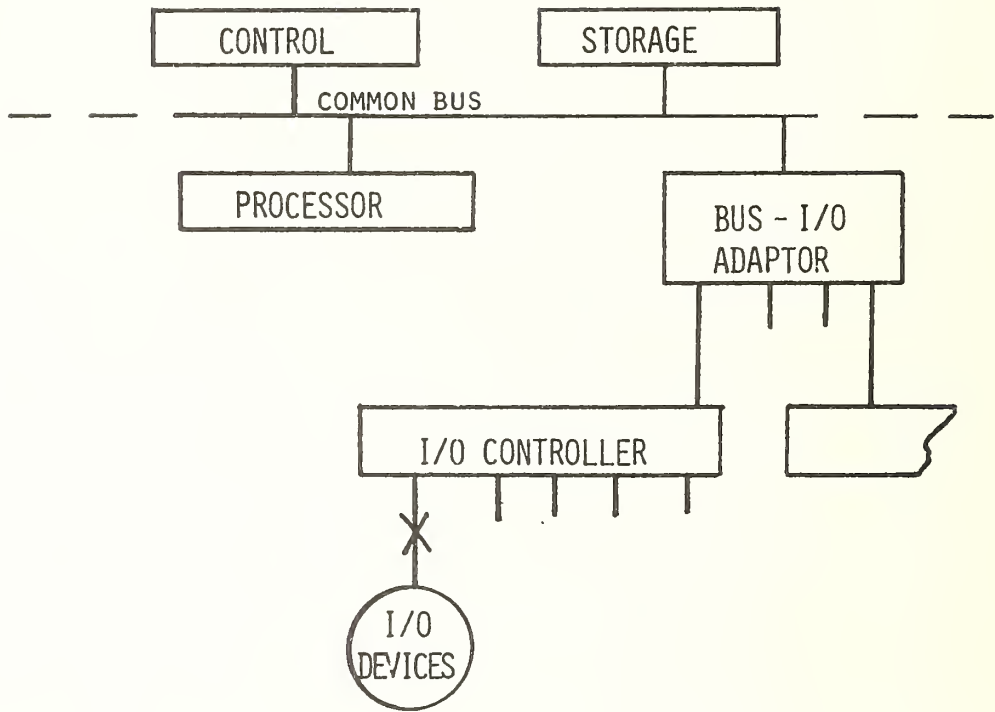 CONTROL
STORAGE
COMMON BUS
PROCESSOR
BUS - I/O
ADAPTOR
I/O CONTROLLER
I/O
DEVICES